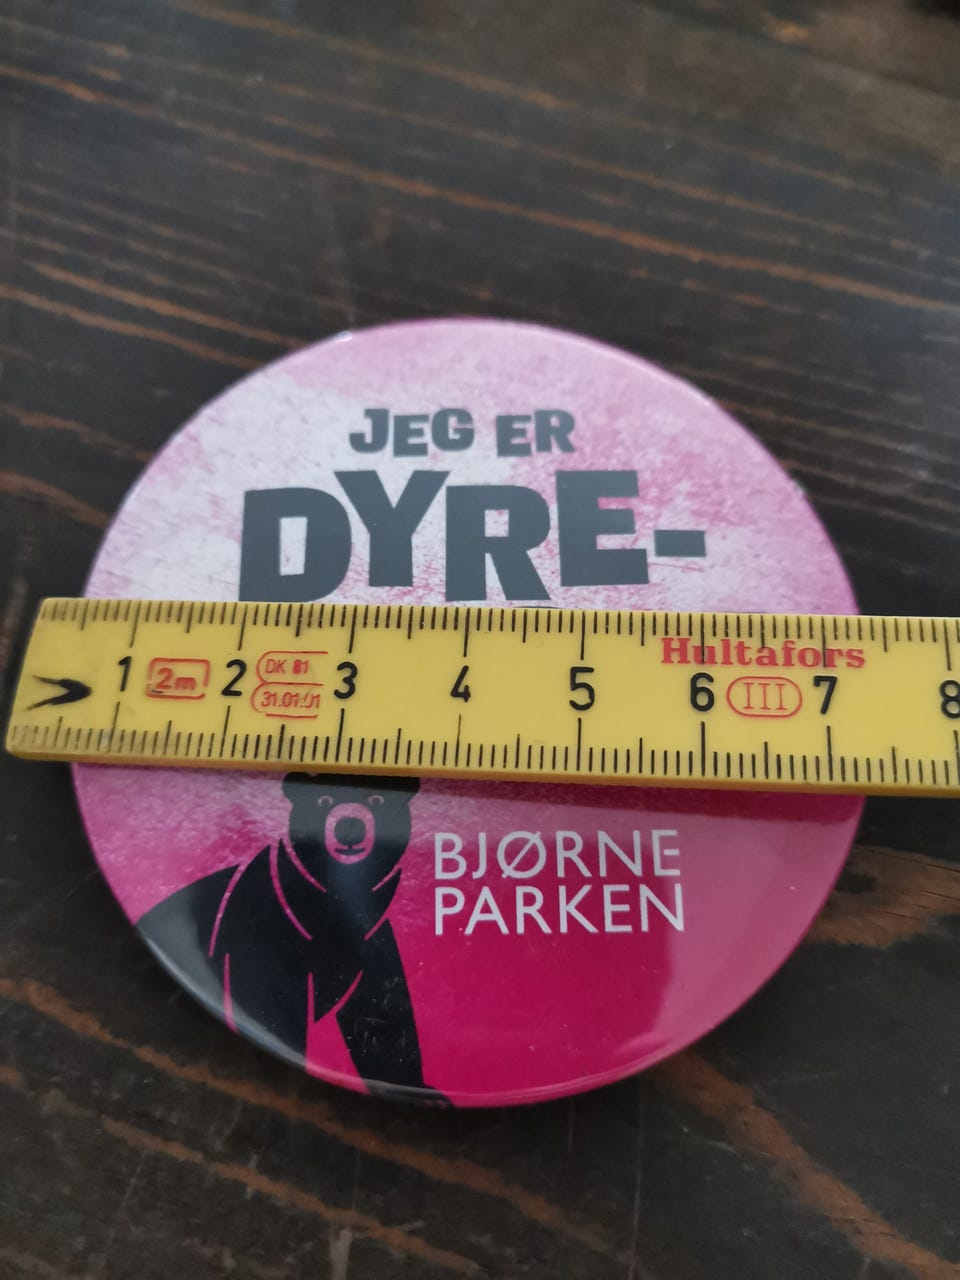 JEG ER
DYRE-
1 2m 2 DK 81 31.01.01 3 4 5 6 III 7 8
Hultafors
BJØRNE
PARKEN